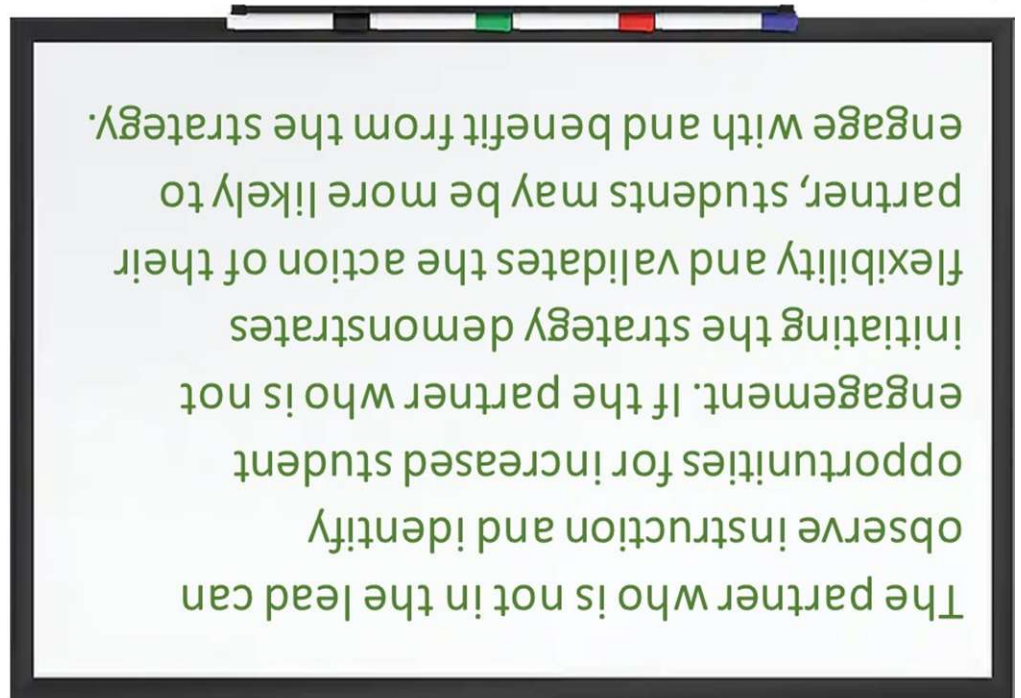 The partner who is not in the lead can
observe instruction and identify
opportunities for increased student
engagement. If the partner who is not
initiating the strategy demonstrates
flexibility and validates the action of their
partner, students may be more likely to
engage with and benefit from the strategy.